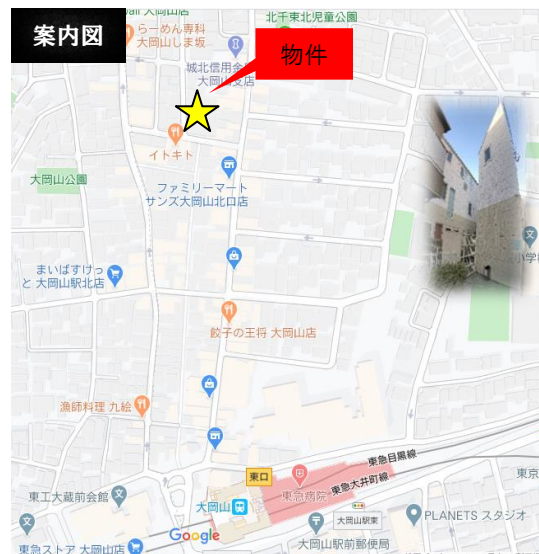 大岡山店
北千束北児童公園
案内図
らーめん専科
大岡山しま坂
物件
城北信用金
大岡山支店
イトキト
大岡山公園
ファミリーマート
サンズ大岡山北口店
まいばすけっ
と 大岡山駅北店
小学
餃子の王将 大岡山店
漁師料理 九絵
東急目黒線
東口
東急大井町線
東急病院
東京
東工大蔵前会館
大岡山
大岡山駅東
PLANETS スタジオ
Google
東急ストア 大岡山店
大岡山駅前郵便局